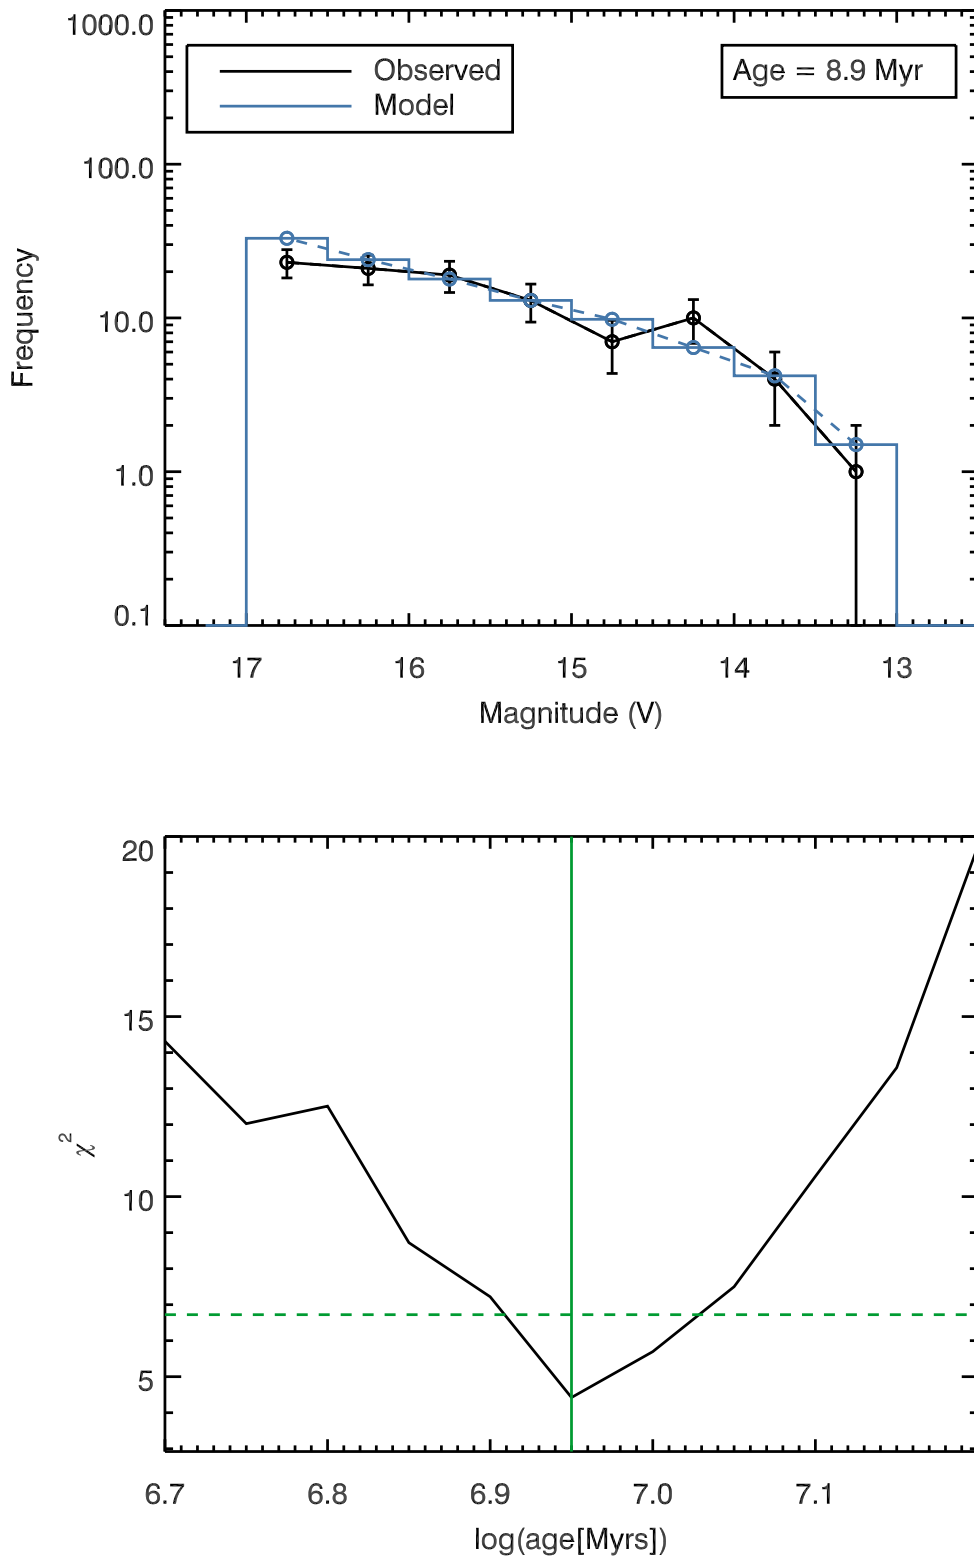 1000.0
100.0
10.0
1.0
0.1
Frequency
Observed
Model
Age = 8.9 Myr
17 16 15 14 13
Magnitude (V)
20
15
10
5
χ²
6.7 6.8 6.9 7.0 7.1
log(age[Myrs])